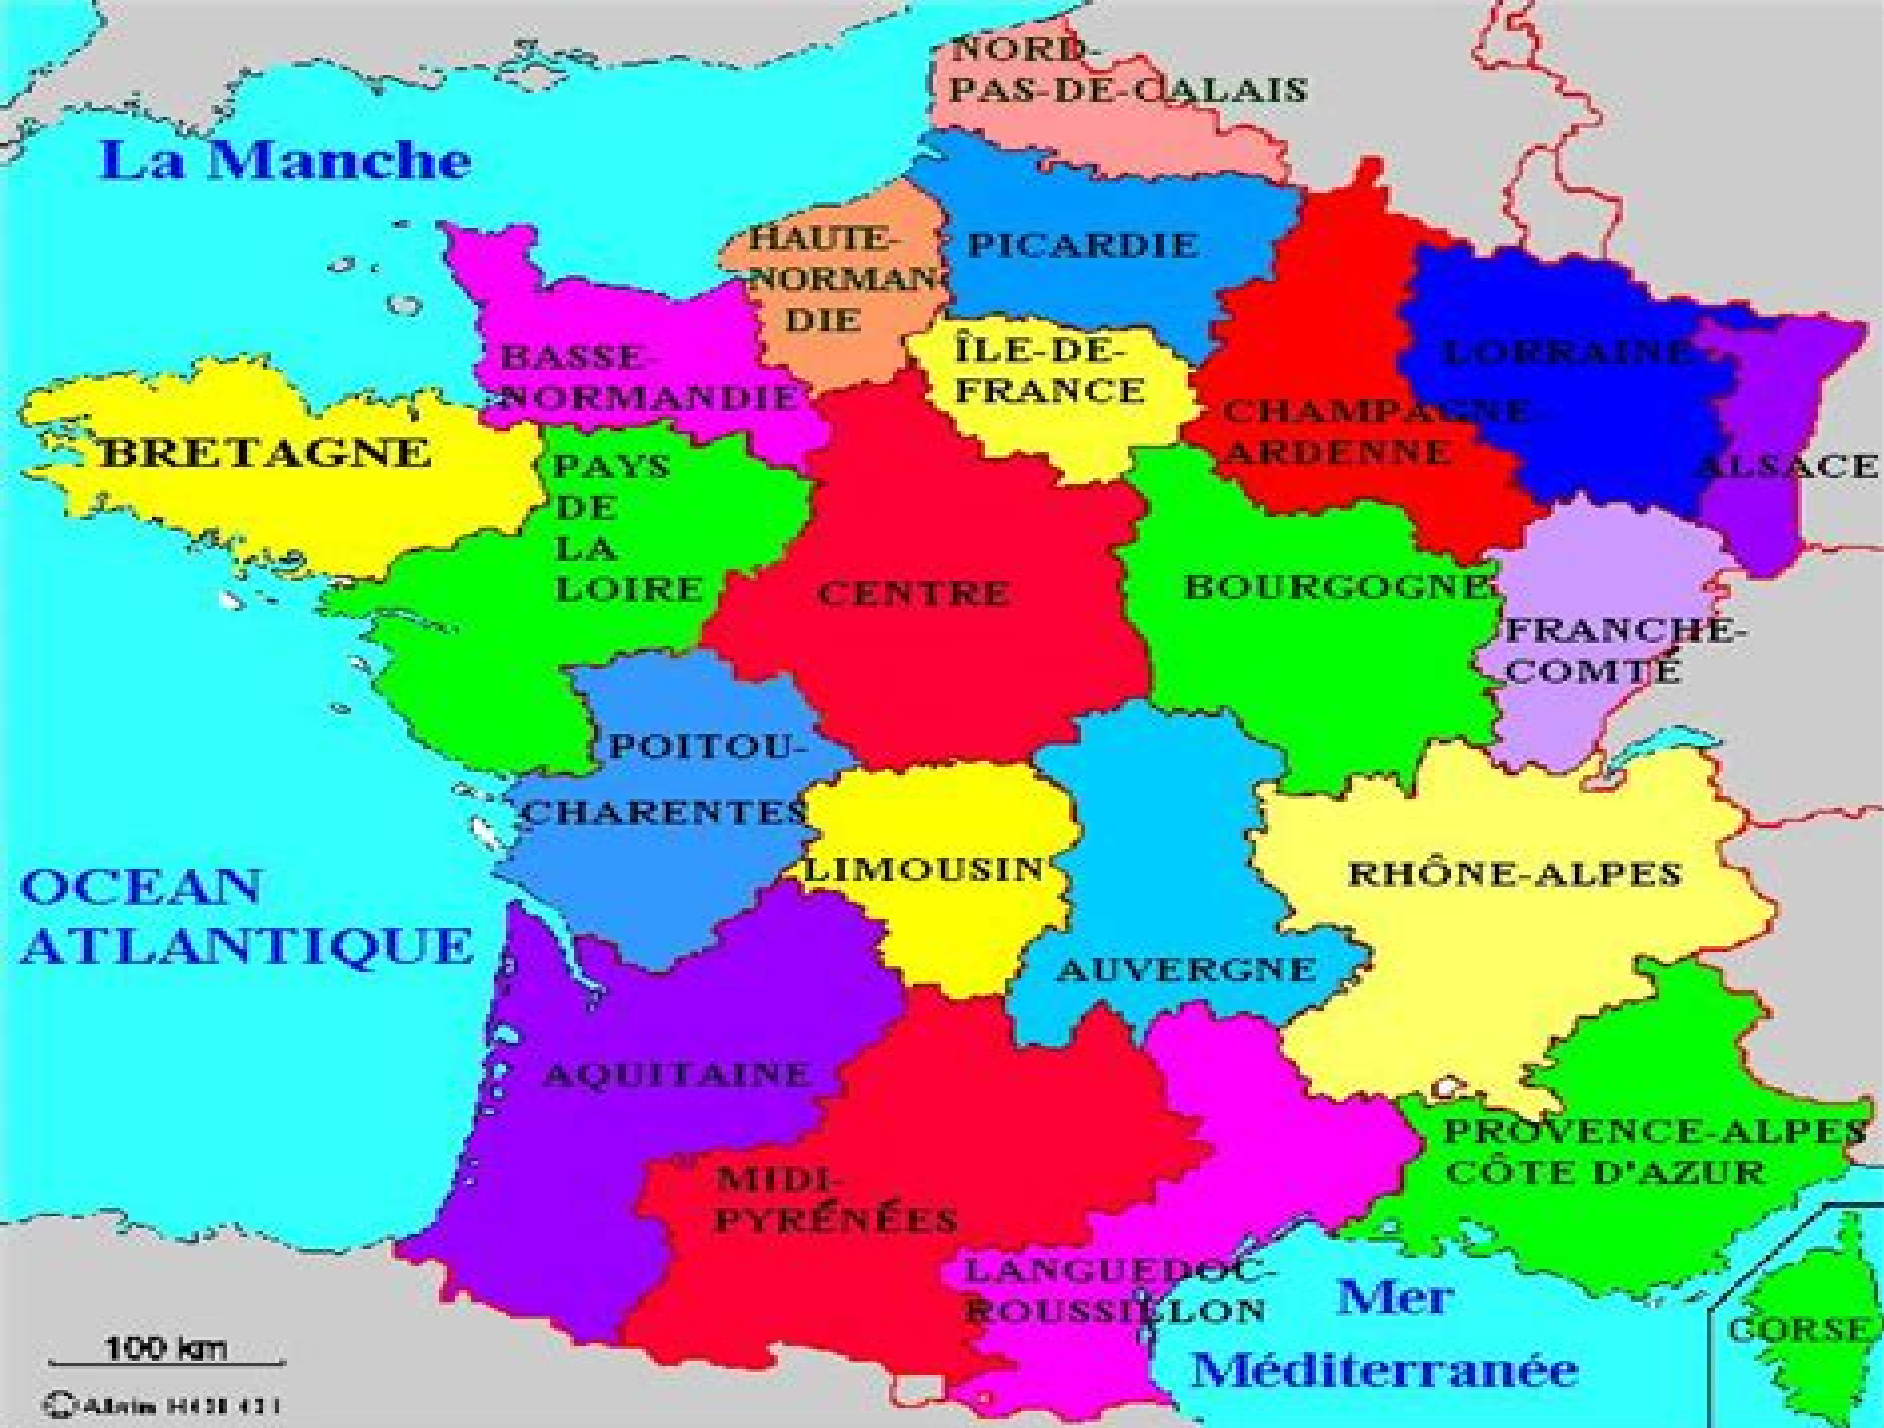 NORD-
PAS-DE-CALAIS
La Manche
HAUTE-
NORMAN-
DIE
PICARDIE
BASSE-
NORMANDIE
ÎLE-DE-
FRANCE
LORRAINE
CHAMPAGNE-
ARDENNE
ALSACE
BRETAGNE
PAYS
DE
LA
LOIRE
CENTRE
BOURGOGNE
FRANCHE-
COMTÉ
POITOU-
CHARENTES
LIMOUSIN
RHÔNE-ALPES
OCEAN
ATLANTIQUE
AUVERGNE
AQUITAINE
PROVENCE-ALPES
CÔTE D'AZUR
MIDI-
PYRÉNÉES
LANGUEDOC-
ROUSSILLON
Mer
Méditerranée
CORSE
100 km